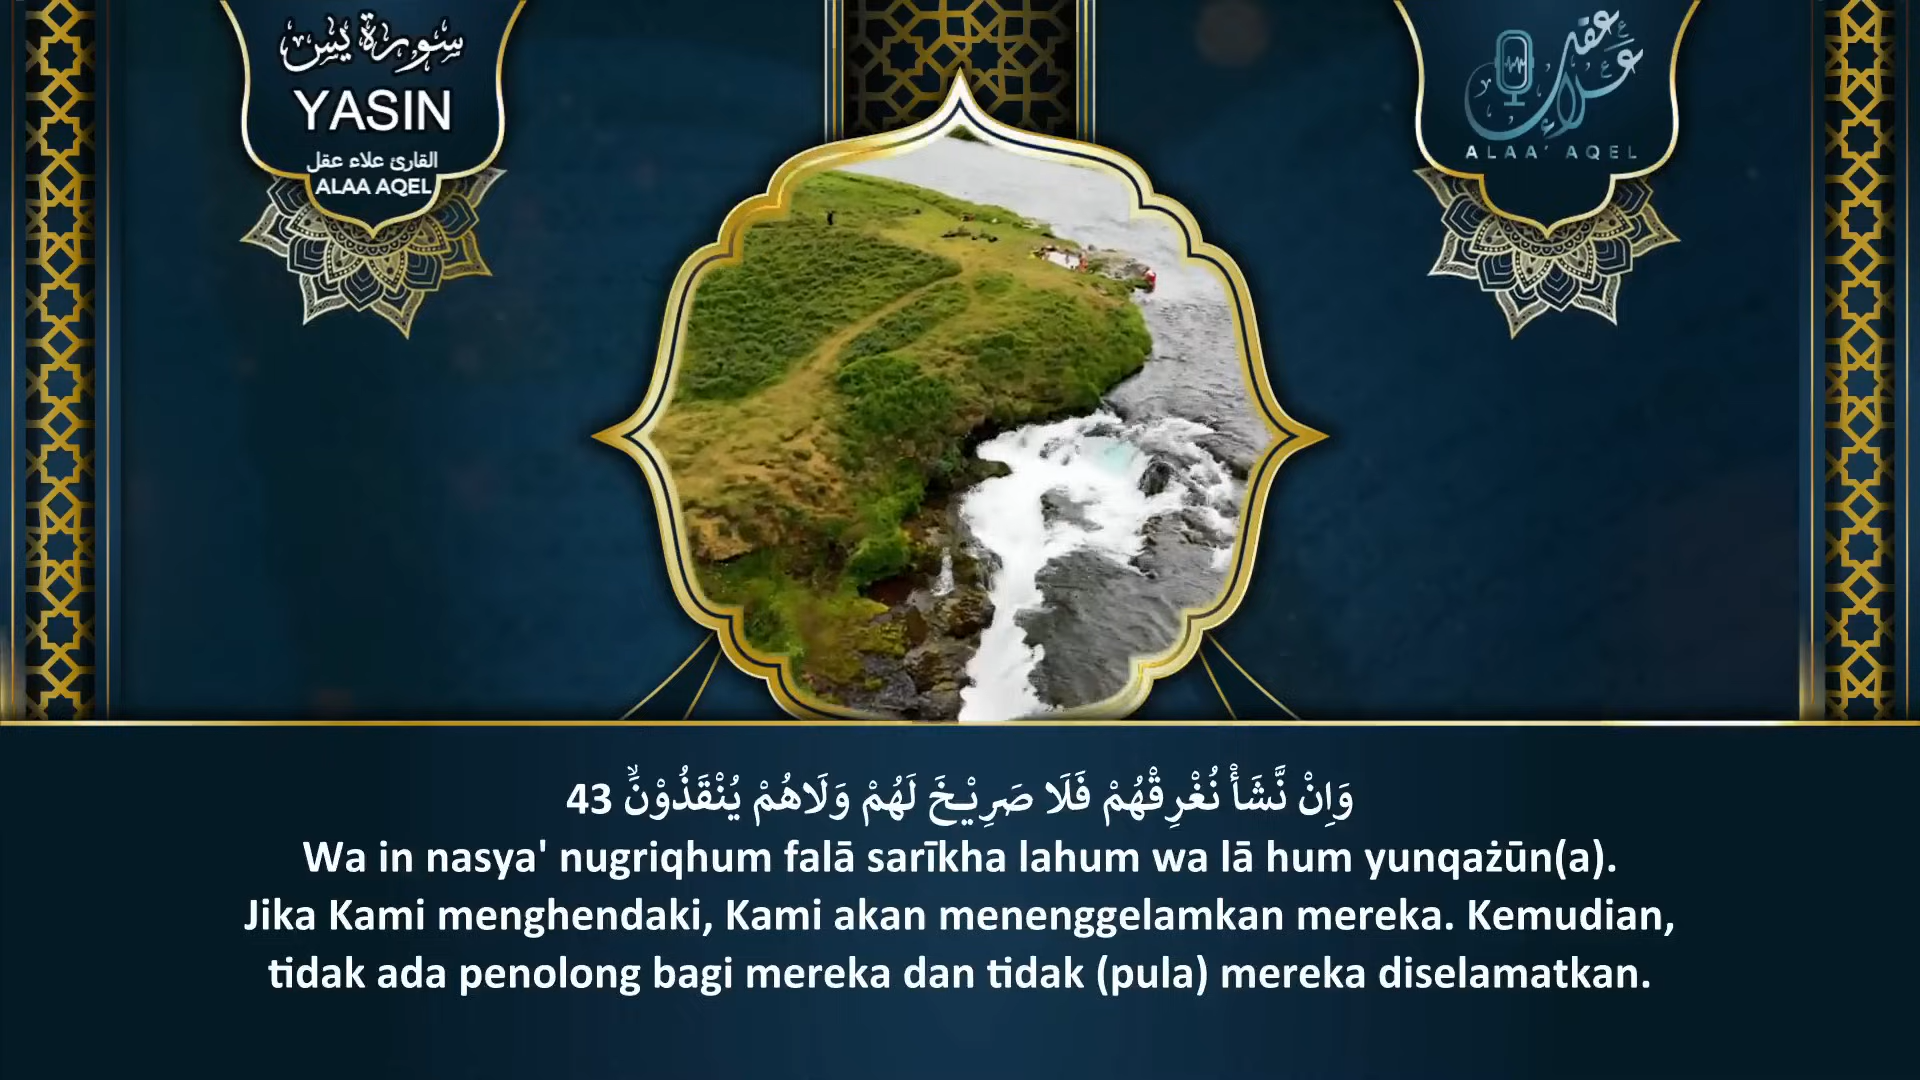 سورة يس
YASIN
القارئ علاء عقل
ALAA AQEL
علاء عقل
ALAA' AQEL
وَاِنْ نَّشَأْ نُغْرِقْهُمْ فَلَا صَرِيْخَ لَهُمْ وَلَاهُمْ يُنْقَذُوْنَۙ 43
Wa in nasya' nugriqhum falā sarīkha lahum wa lā hum yunqażūn(a).
Jika Kami menghendaki, Kami akan menenggelamkan mereka. Kemudian,
tidak ada penolong bagi mereka dan tidak (pula) mereka diselamatkan.